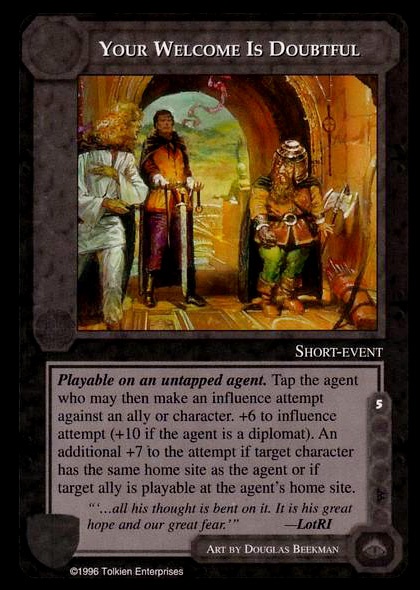 YOUR WELCOME IS DOUBTFUL
SHORT-EVENT
Playable on an untapped agent. Tap the agent
who may then make an influence attempt
against an ally or character. +6 to influence
attempt (+10 if the agent is a diplomat). An
additional +7 to the attempt if target character
has the same home site as the agent or if
target ally is playable at the agent's home site.
5
"'...all his thought is bent on it. It is his great
hope and our great fear.'" —LotRI
ART BY DOUGLAS BEEKMAN
©1996 Tolkien Enterprises